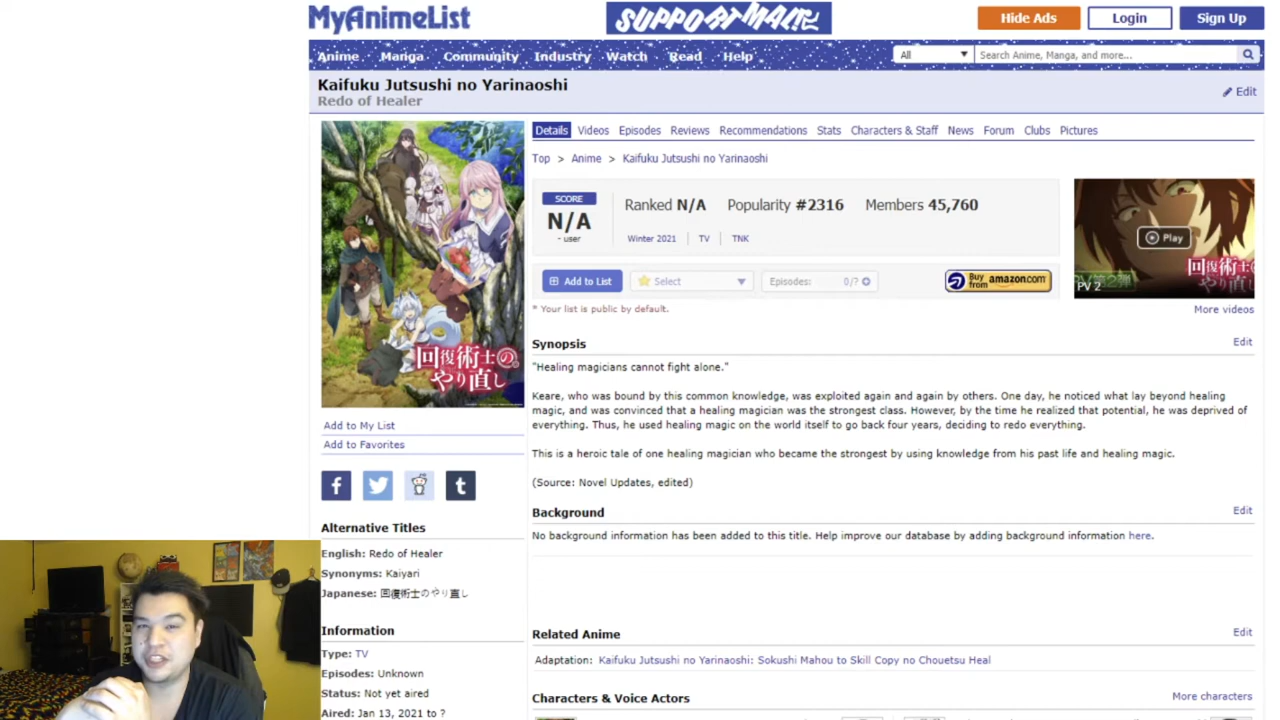 MyAnimeList
SUPPORT MAL
Hide Ads
Login
Sign Up
Anime Manga Community Industry Watch Read Help
All
Search Anime, Manga, and more...
Kaifuku Jutsushi no Yarinaoshi
Redo of Healer
Edit
Details Videos Episodes Reviews Recommendations Stats Characters & Staff News Forum Clubs Pictures
Top > Anime > Kaifuku Jutsushi no Yarinaoshi
SCORE
N/A
- user
Ranked N/A Popularity #2316 Members 45,760
Winter 2021 TV TNK
Play
PV 2
Add to List
Select
Episodes: 0/?
Buy from amazon.com
* Your list is public by default.
More videos
回復術士の
やり直し
Synopsis
Edit
"Healing magicians cannot fight alone."
Keare, who was bound by this common knowledge, was exploited again and again by others. One day, he noticed what lay beyond healing
magic, and was convinced that a healing magician was the strongest class. However, by the time he realized that potential, he was deprived of
everything. Thus, he used healing magic on the world itself to go back four years, deciding to redo everything.
This is a heroic tale of one healing magician who became the strongest by using knowledge from his past life and healing magic.
(Source: Novel Updates, edited)
Add to My List
Add to Favorites
Background
Edit
No background information has been added to this title. Help improve our database by adding background information here.
Alternative Titles
English: Redo of Healer
Synonyms: Kaiyari
Japanese: 回復術士のやり直し
Information
Type: TV
Episodes: Unknown
Status: Not yet aired
Aired: Jan 13, 2021 to ?
Related Anime
Edit
Adaptation: Kaifuku Jutsushi no Yarinaoshi: Sokushi Mahou to Skill Copy no Chouetsu Heal
Characters & Voice Actors
More characters